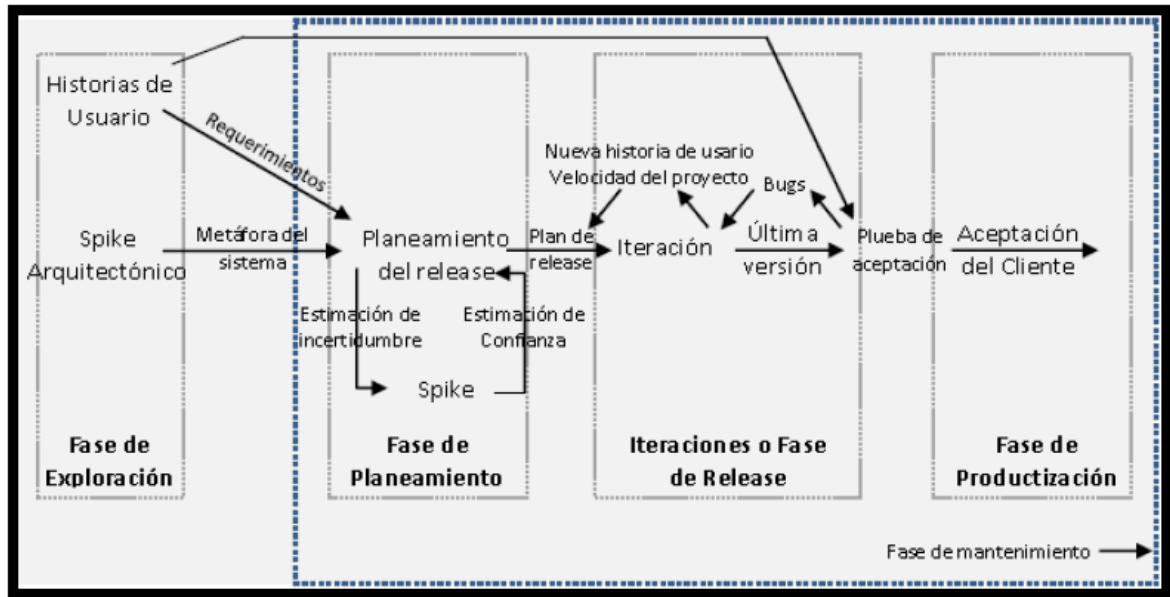 Historias de
Usuario
Requerimientos
Spike
Arquitectónico
Metáfora del
sistema
Fase de
Exploración
Planeamiento
del release
Estimación de
incertidumbre
Estimación de
Confianza
Spike
Fase de
Planeamiento
Plan de
release
Nueva historia de usario
Velocidad del proyecto
Bugs
Iteración
Última
versión
Iteraciones o Fase
de Release
Prueba de
aceptación
Aceptación
del Cliente
Fase de
Productización
Fase de mantenimiento